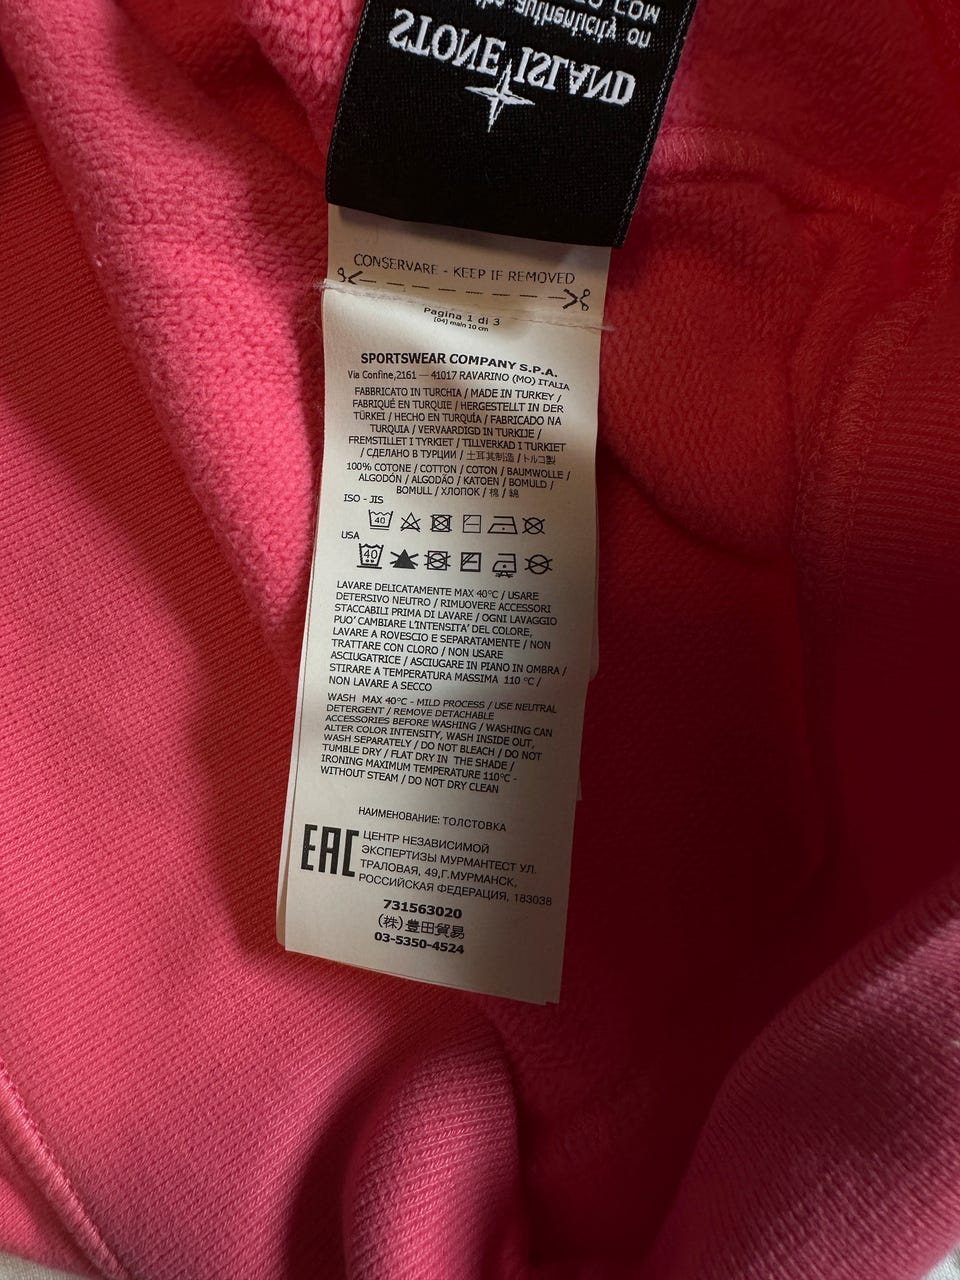 the authenticity on
STONE ISLAND
CONSERVARE - KEEP IF REMOVED
Pagina 1 di 3
(04) main 10 cm
SPORTSWEAR COMPANY S.P.A.
Via Confine,2161 — 41017 RAVARINO (MO) ITALIA
FABBRICATO IN TURCHIA / MADE IN TURKEY /
FABRIQUÉ EN TURQUIE / HERGESTELLT IN DER
TÜRKEI / HECHO EN TURQUÍA / FABRICADO NA
TURQUIA / VERVAARDIGD IN TURKIJE /
FREMSTILLET I TYRKIET / TILLVERKAD I TURKIET
/ СДЕЛАНО В ТУРЦИИ / 土耳其制造 / トルコ製
100% COTONE / COTTON / COTON / BAUMWOLLE /
ALGODÓN / ALGODÃO / KATOEN / BOMULD /
BOMULL / ХЛОПОК / 棉 / 綿
ISO - JIS
40
USA
40
LAVARE DELICATAMENTE MAX 40°C / USARE
DETERSIVO NEUTRO / RIMUOVERE ACCESSORI
STACCABILI PRIMA DI LAVARE / OGNI LAVAGGIO
PUO' CAMBIARE L'INTENSITA' DEL COLORE,
LAVARE A ROVESCIO E SEPARATAMENTE / NON
TRATTARE CON CLORO / NON USARE
ASCIUGATRICE / ASCIUGARE IN PIANO IN OMBRA /
STIRARE A TEMPERATURA MASSIMA 110 °C /
NON LAVARE A SECCO
WASH MAX 40°C - MILD PROCESS / USE NEUTRAL
DETERGENT / REMOVE DETACHABLE
ACCESSORIES BEFORE WASHING / WASHING CAN
ALTER COLOR INTENSITY, WASH INSIDE OUT,
WASH SEPARATELY / DO NOT BLEACH / DO NOT
TUMBLE DRY / FLAT DRY IN THE SHADE /
IRONING MAXIMUM TEMPERATURE 110°C -
WITHOUT STEAM / DO NOT DRY CLEAN
НАИМЕНОВАНИЕ: ТОЛСТОВКА
EAC
ЦЕНТР НЕЗАВИСИМОЙ
ЭКСПЕРТИЗЫ МУРМАНТЕСТ УЛ.
ТРАЛОВАЯ, 49,Г.МУРМАНСК,
РОССИЙСКАЯ ФЕДЕРАЦИЯ, 183038
731563020
(株)豊田貿易
03-5350-4524